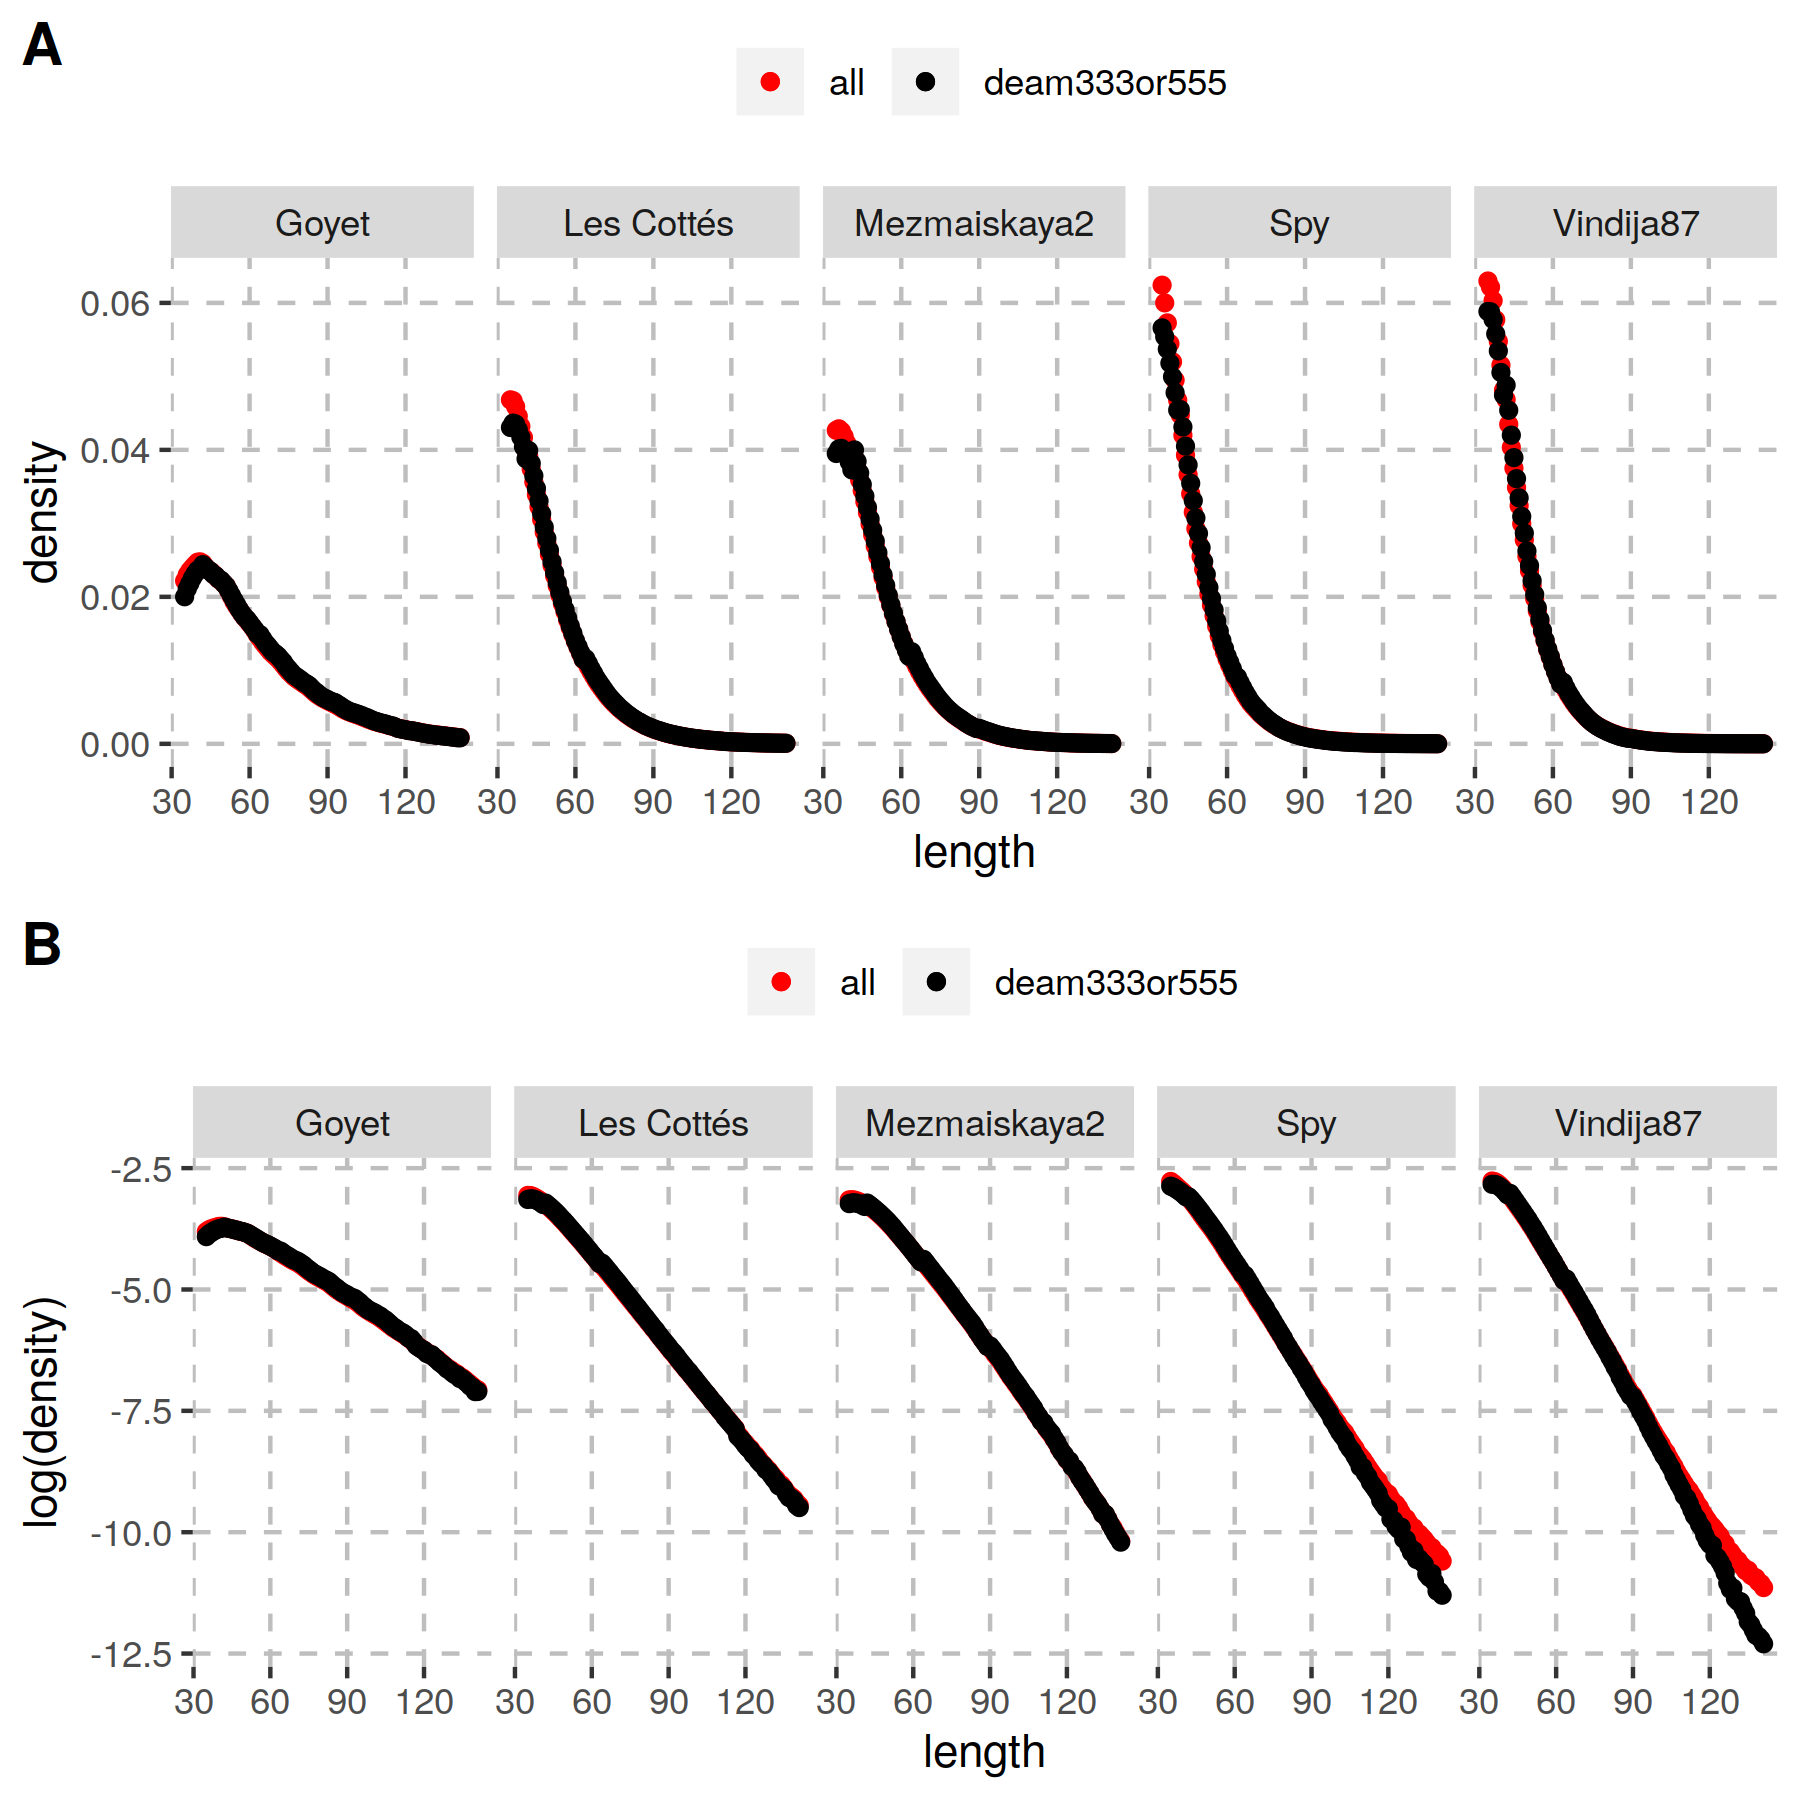 A
all deam333or555
Goyet Les Cottés Mezmaiskaya2 Spy Vindija87
0.06
0.04
0.02
0.00
density
30 60 90 120 30 60 90 120 30 60 90 120 30 60 90 120 30 60 90 120
length
B
all deam333or555
Goyet Les Cottés Mezmaiskaya2 Spy Vindija87
-2.5
-5.0
-7.5
-10.0
-12.5
log(density)
30 60 90 120 30 60 90 120 30 60 90 120 30 60 90 120 30 60 90 120
length